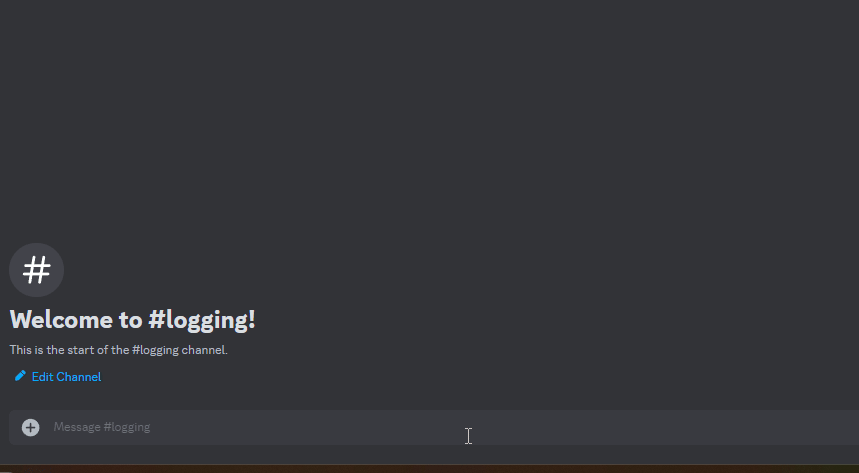 #
Welcome to #logging!
This is the start of the #logging channel.
Edit Channel
Message #logging